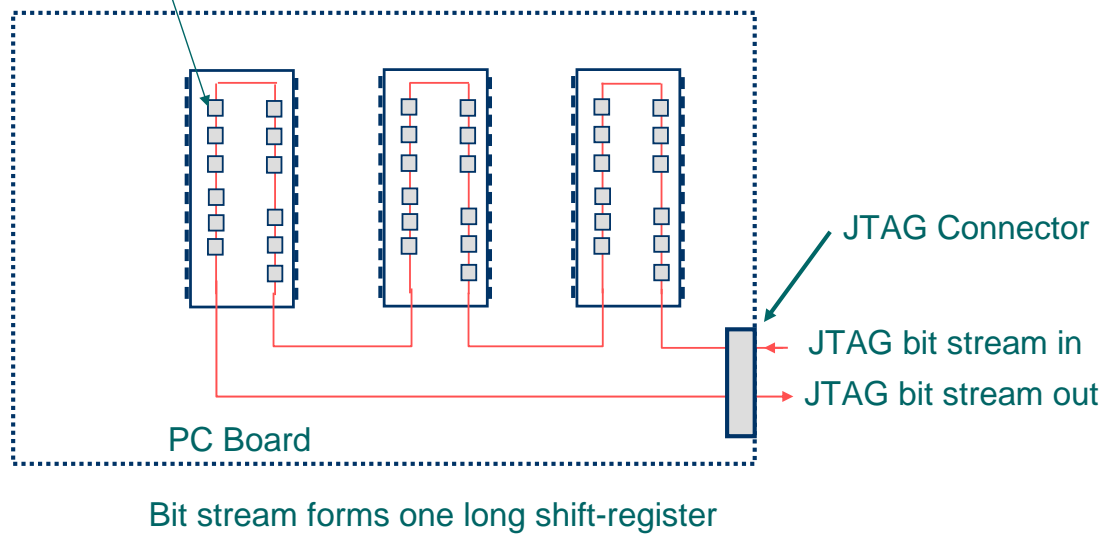 JTAG Connector
JTAG bit stream in
JTAG bit stream out
PC Board
Bit stream forms one long shift-register